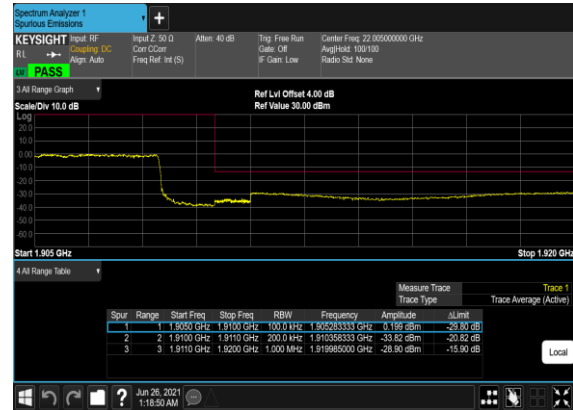 Spectrum Analyzer 1
Spurious Emissions
KEYSIGHT Input: RF Input Z: 50 Ω Atten: 40 dB Trig: Free Run Center Freq: 22.005000000 GHz
RL Coupling: DC Corr CCorr Gate: Off Avg|Hold: 100/100
Align: Auto Freq Ref: Int (S) IF Gain: Low Radio Std: None
LXI PASS
3 All Range Graph
Ref Lvl Offset 4.00 dB
Scale/Div 10.0 dB Ref Value 30.00 dBm
Log
20.0
10.0
0.00
-10.0
-20.0
-30.0
-40.0
-50.0
-60.0
Start 1.905 GHz Stop 1.920 GHz
4 All Range Table
Measure Trace Trace 1
Trace Type Trace Average (Active)
Spur Range Start Freq Stop Freq RBW Frequency Amplitude ΔLimit
1 1 1.9050 GHz 1.9100 GHz 100.0 kHz 1.905283333 GHz 0.199 dBm -29.80 dB
2 2 1.9100 GHz 1.9110 GHz 200.0 kHz 1.910358333 GHz -33.82 dBm -20.82 dB
3 3 1.9110 GHz 1.9200 GHz 1.000 MHz 1.919985000 GHz -28.90 dBm -15.90 dB
Local
? Jun 26, 2021
1:18:50 AM